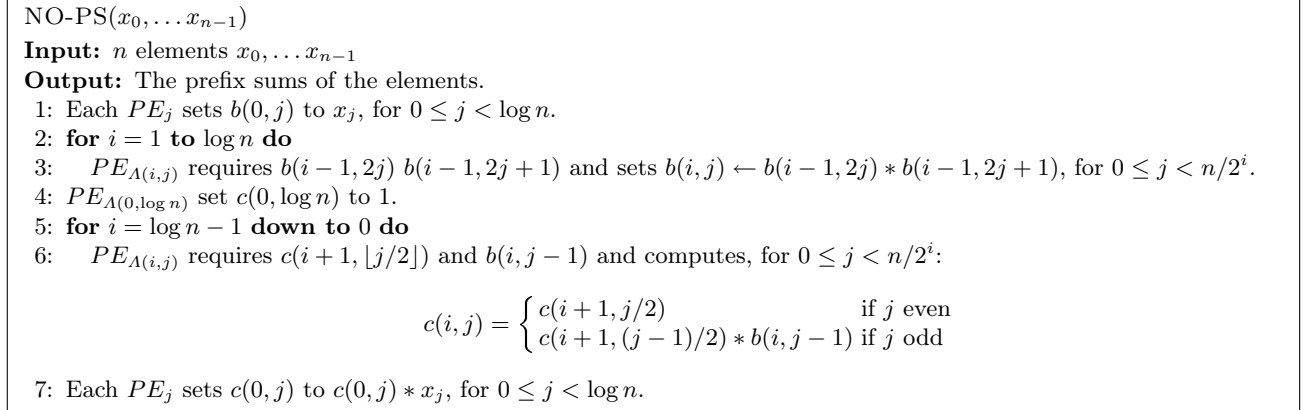 NO-PS(x_0, … x_{n−1})
Input: n elements x_0, … x_{n−1}
Output: The prefix sums of the elements.
1: Each PE_j sets b(0, j) to x_j, for 0 ≤ j < log n.
2: for i = 1 to log n do
3: PE_{Λ(i,j)} requires b(i − 1, 2j) b(i − 1, 2j + 1) and sets b(i, j) ← b(i − 1, 2j) ∗ b(i − 1, 2j + 1), for 0 ≤ j < n/2^i.
4: PE_{Λ(0,log n)} set c(0, log n) to 1.
5: for i = log n − 1 down to 0 do
6: PE_{Λ(i,j)} requires c(i + 1, ⌊j/2⌋) and b(i, j − 1) and computes, for 0 ≤ j < n/2^i:
c(i, j) = { c(i + 1, j/2) if j even
c(i + 1, (j − 1)/2) ∗ b(i, j − 1) if j odd
7: Each PE_j sets c(0, j) to c(0, j) ∗ x_j, for 0 ≤ j < log n.